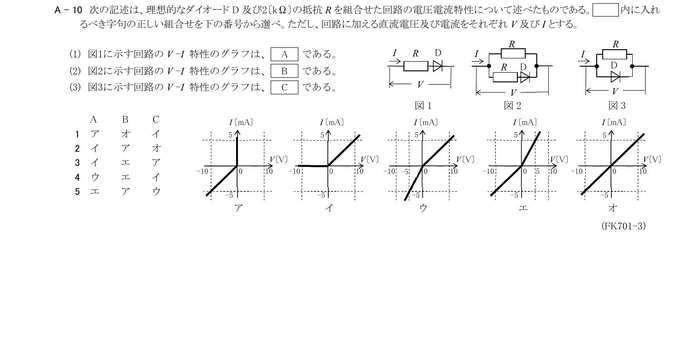 A－10 次の記述は、理想的なダイオード D 及び2[kΩ]の抵抗 R を組合せた回路の電圧電流特性について述べたものである。□内に入れ
るべき字句の正しい組合せを下の番号から選べ。ただし、回路に加える直流電圧及び電流をそれぞれ V 及び I とする。
(1) 図1に示す回路の V-I 特性のグラフは、 A である。
(2) 図2に示す回路の V-I 特性のグラフは、 B である。
(3) 図3に示す回路の V-I 特性のグラフは、 C である。
I R D V
図1
I R R D V
図2
I R D V
図3
A B C
1 ア オ イ
2 イ ア オ
3 イ エ ア
4 ウ エ イ
5 エ ア ウ
I[mA] 5 V[V] -10 0 10 -5
ア
I[mA] 5 V[V] -10 0 10 -5
イ
I[mA] 5 V[V] -10 -5 0 10 -5
ウ
I[mA] 5 V[V] -10 0 5 10 -5
エ
I[mA] 5 V[V] -10 0 10 -5
オ
(FK701-3)